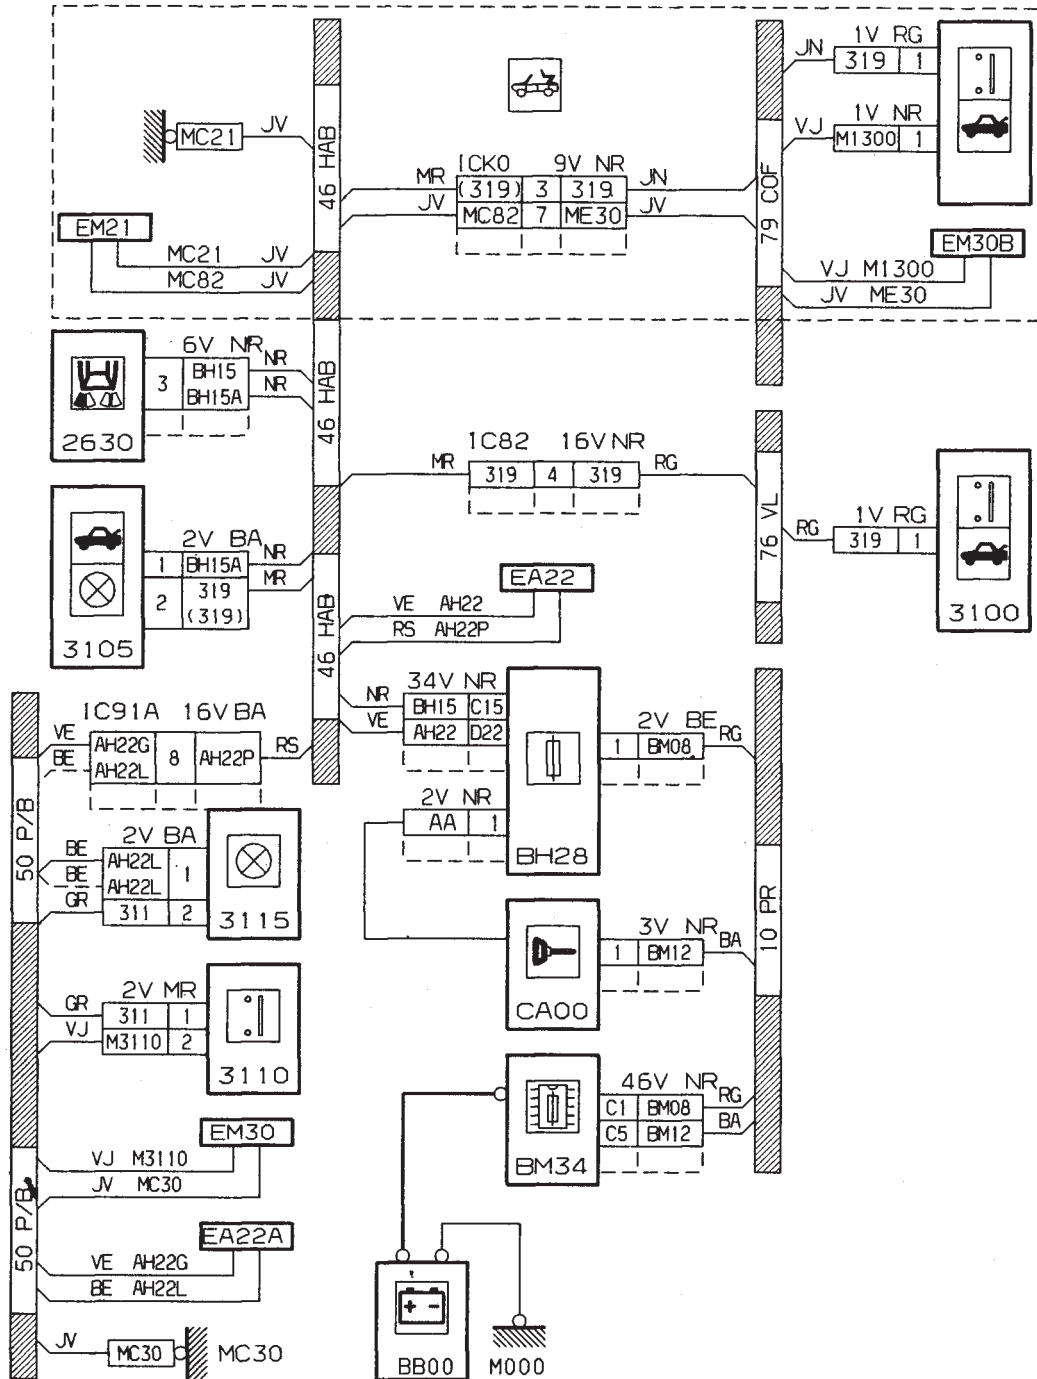 1V RG
JN
319 1
1V NR
VJ
M1300 1
MC21 JV
46 HAB
1CK0 9V NR
MR (319) 3 319 JN
JV MC82 7 ME30 JV
79 COF
EM21
MC21 JV
MC82 JV
EM30B
VJ M1300
JV ME30
6V NR
3 BH15 NR
BH15A NR
2630
46 HAB
1C82 16V NR
MR 319 4 319 RG
76 VL
1V RG
RG 319 1
3100
2V BA
1 BH15A NR
2 319 MR
(319)
3105
46 HAB
EA22
VE AH22
RS AH22P
34V NR
NR BH15 C15
VE AH22 D22
2V BE
1 BM08 RG
2V NR
AA 1
BH28
1C91A 16V BA
VE AH22G 8 AH22P RS
BE AH22L
50 P/B
2V BA
BE AH22L 1
BE AH22L
GR 311 2
3115
10 PR
3V NR
1 BM12 BA
CA00
2V MR
GR 311 1
VJ M3110 2
3110
46V NR
C1 BM08 RG
C5 BM12 BA
BM34
EM30
VJ M3110
JV MC30
50 P/B
EA22A
VE AH22G
BE AH22L
JV MC30 MC30
+ -
BB00
M000